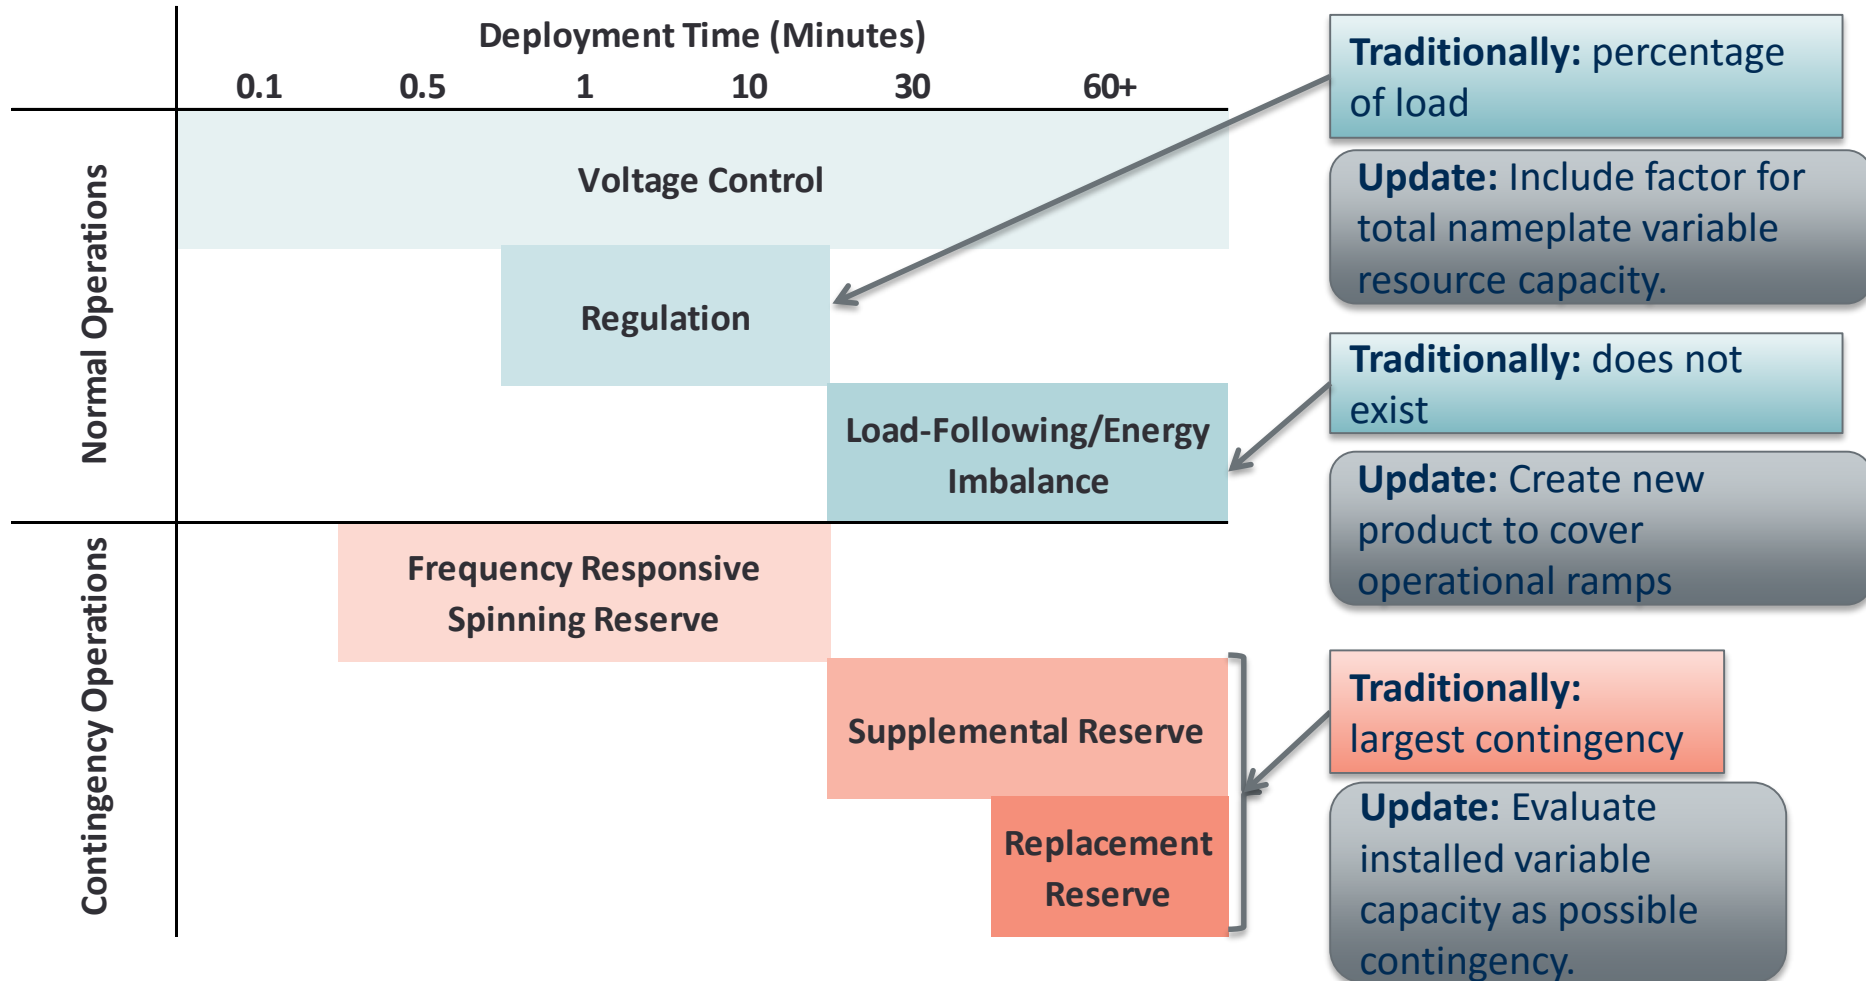 Deployment Time (Minutes)
0.1 0.5 1 10 30 60+
Normal Operations
Voltage Control
Regulation
Load-Following/Energy
Imbalance
Contingency Operations
Frequency Responsive
Spinning Reserve
Supplemental Reserve
Replacement
Reserve
Traditionally: percentage
of load
Update: Include factor for
total nameplate variable
resource capacity.
Traditionally: does not
exist
Update: Create new
product to cover
operational ramps
Traditionally:
largest contingency
Update: Evaluate
installed variable
capacity as possible
contingency.